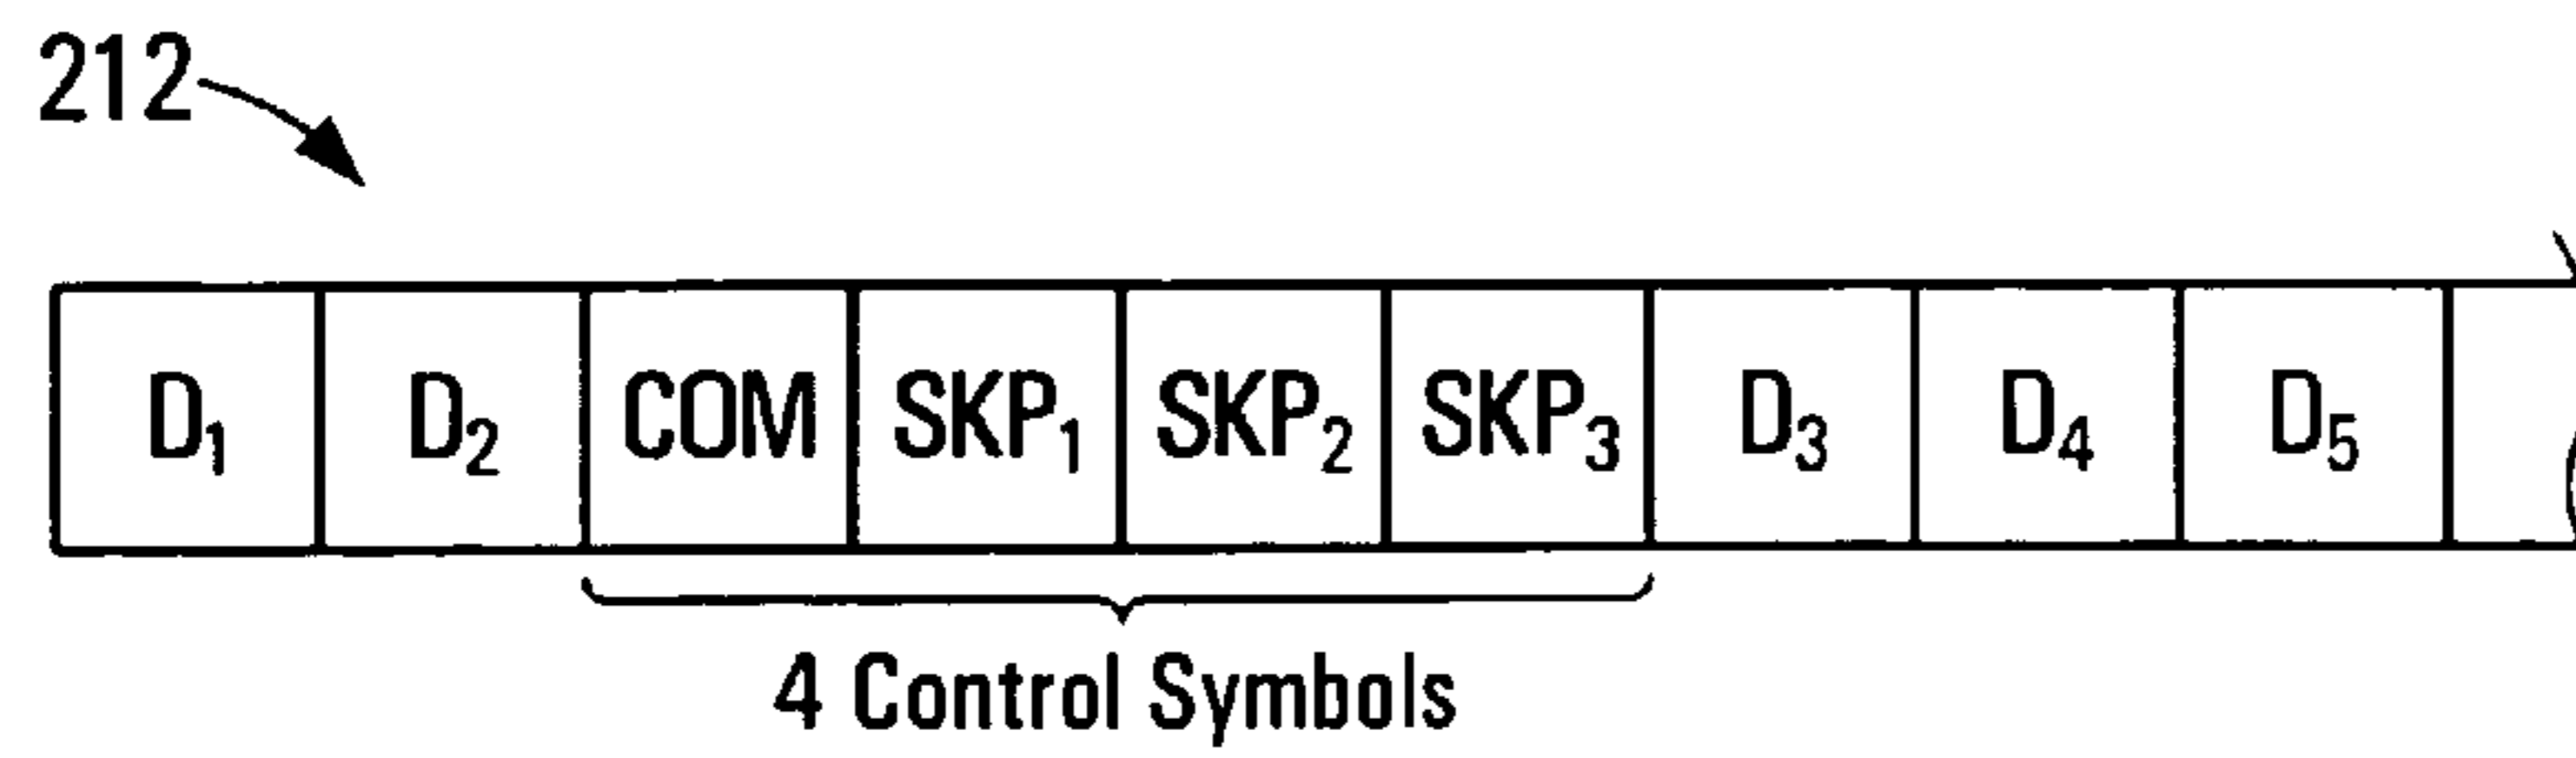 212
D₁ D₂ COM SKP₁ SKP₂ SKP₃ D₃ D₄ D₅
4 Control Symbols